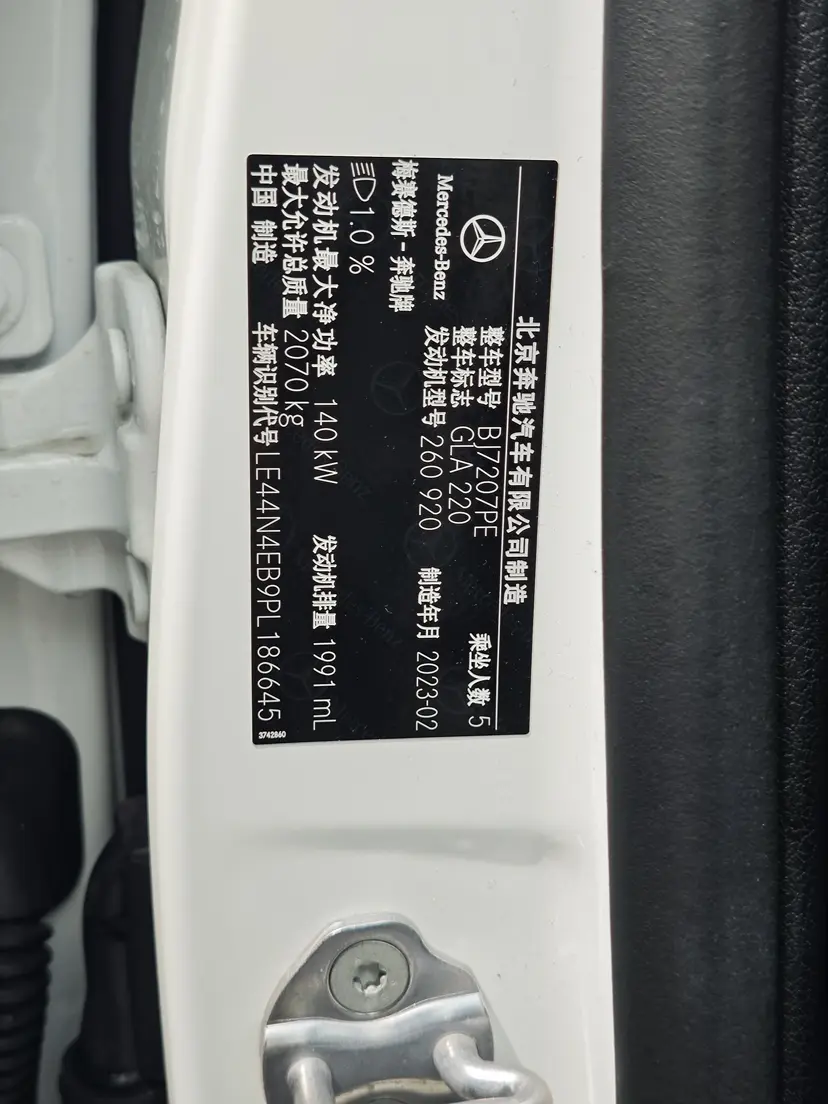 北京奔驰汽车有限公司制造
Mercedes-Benz
梅赛德斯-奔驰牌
整车型号 BJ7207PE
整车标志 GLA 220 乘坐人数 5
发动机型号 260 920 制造年月 2023-02
1.0 %
发动机最大净功率 140 kW 发动机排量 1991 mL
最大允许总质量 2070 kg
中国 制造 车辆识别代号 LE44N4EB9PL186645
3742860